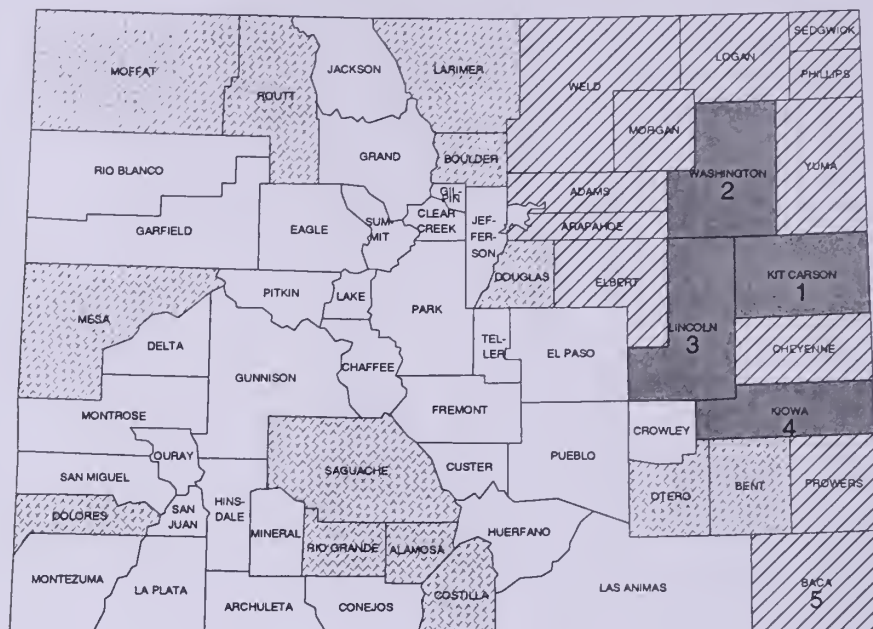 SEDGWICK
MOFFAT
JACKSON
LARIMER
LOGAN
PHILLIPS
ROUTT
WELD
MORGAN
GRAND
BOULDER
RIO BLANCO
WASHINGTON
2
YUMA
GIL-
PIN
ADAMS
CLEAR
CREEK
SUM-
MIT
JEF-
FER-
SON
GARFIELD
EAGLE
ARAPAHOE
DOUGLAS
ELBERT
KIT CARSON
1
PITKIN
LAKE
PARK
MESA
LINCOLN
3
DELTA
TEL-
LER
EL PASO
CHEYENNE
GUNNISON
CHAFFEE
MONTROSE
FREMONT
KIOWA
4
CROWLEY
OURAY
SAGUACHE
CUSTER
PUEBLO
SAN MIGUEL
OTERO
BENT
PROWERS
HINS-
DALE
DOLORES
SAN
JUAN
MINERAL
RIO GRANDE
ALAMOSA
HUERFANO
MONTEZUMA
LA PLATA
LAS ANIMAS
BACA
5
COSTILLA
ARCHULETA
CONEJOS